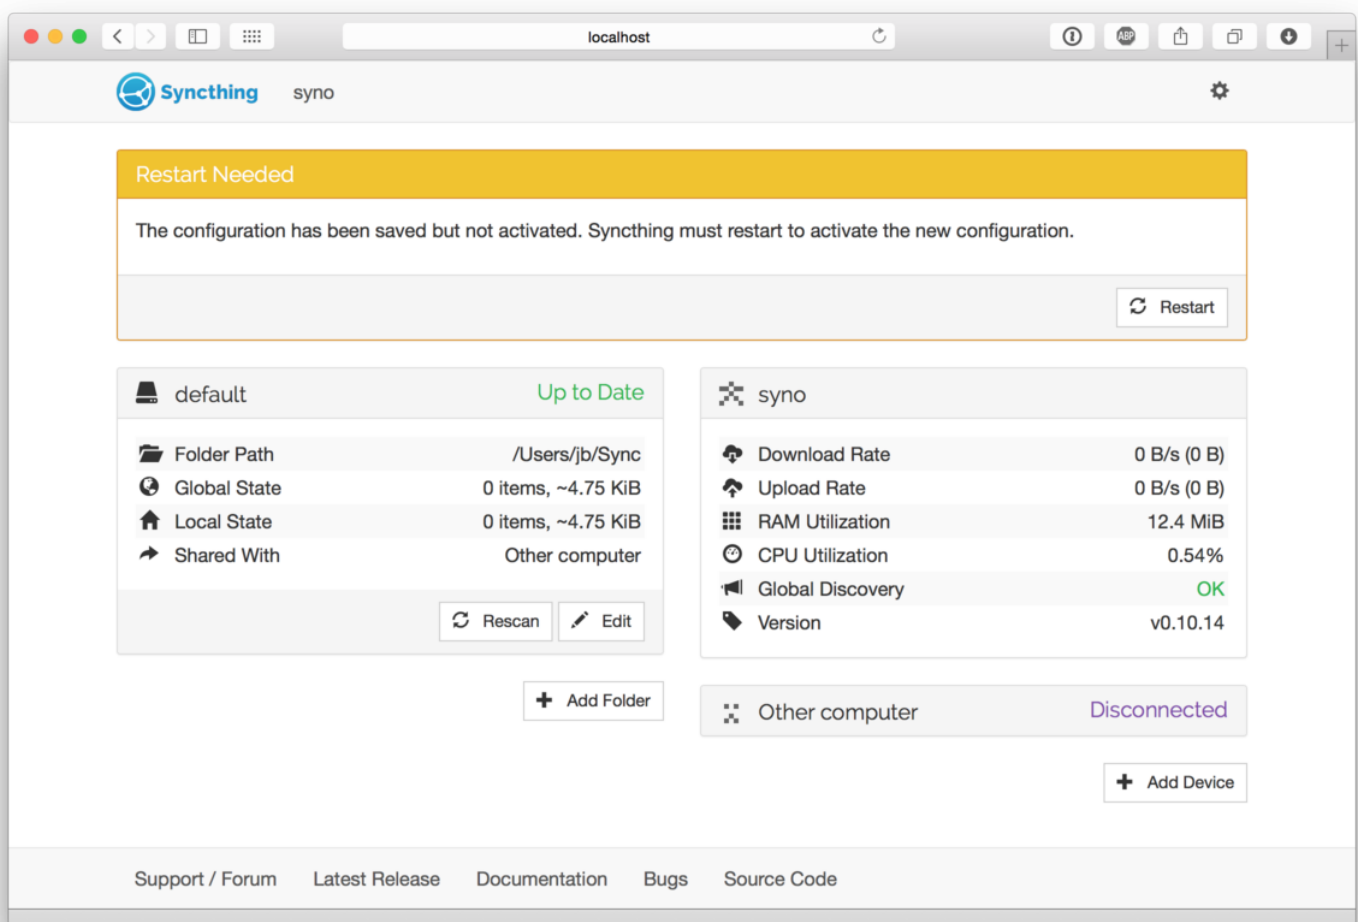 localhost
ABP
Syncthing syno
Restart Needed
The configuration has been saved but not activated. Syncthing must restart to activate the new configuration.
Restart
default Up to Date
Folder Path /Users/jb/Sync
Global State 0 items, ~4.75 KiB
Local State 0 items, ~4.75 KiB
Shared With Other computer
Rescan Edit
Add Folder
syno
Download Rate 0 B/s (0 B)
Upload Rate 0 B/s (0 B)
RAM Utilization 12.4 MiB
CPU Utilization 0.54%
Global Discovery OK
Version v0.10.14
Other computer Disconnected
Add Device
Support / Forum Latest Release Documentation Bugs Source Code